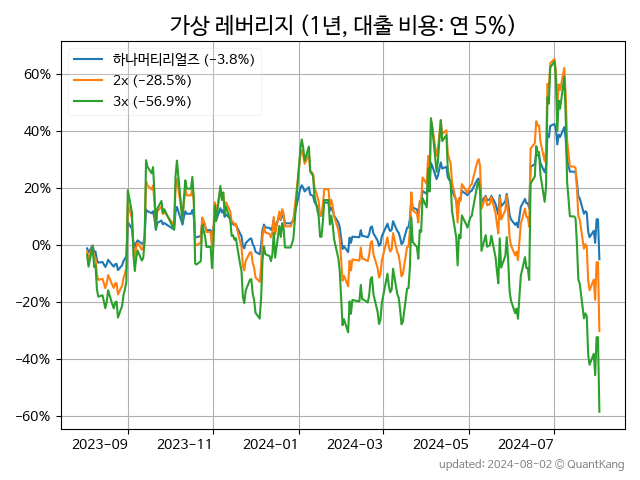 가상 레버리지 (1년, 대출 비용: 연 5%)
하나머티리얼즈 (−3.8%)
2x (−28.5%)
3x (−56.9%)
60%
40%
20%
0%
−20%
−40%
−60%
2023-09
2023-11
2024-01
2024-03
2024-05
2024-07
updated: 2024-08-02 © QuantKang